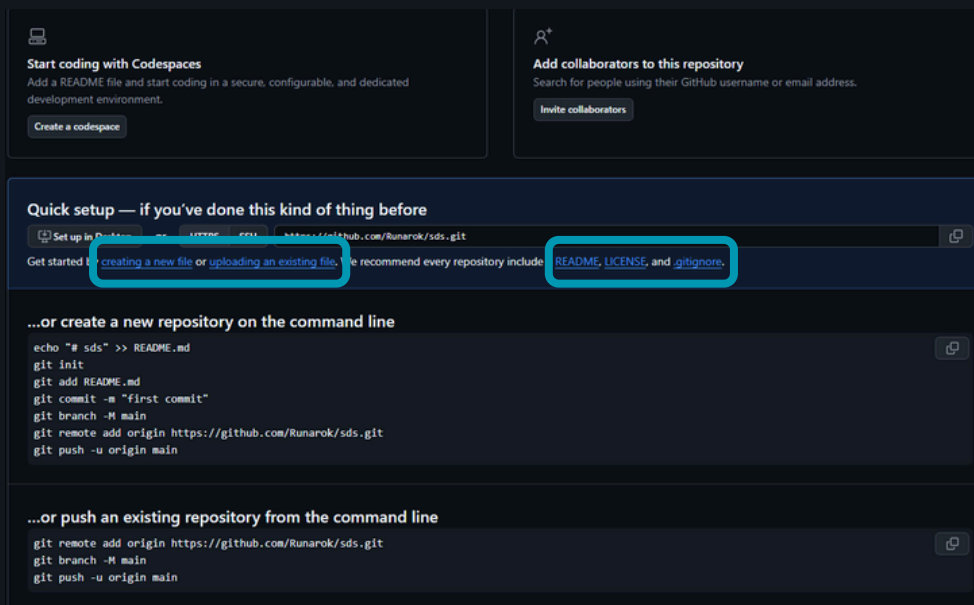 Start coding with Codespaces
Add a README file and start coding in a secure, configurable, and dedicated
development environment.
Create a codespace
Add collaborators to this repository
Search for people using their GitHub username or email address.
Invite collaborators
Quick setup — if you've done this kind of thing before
Set up in Desktop or HTTPS SSH https://github.com/Runarok/sds.git
Get started by creating a new file or uploading an existing file. We recommend every repository include README, LICENSE, and .gitignore.
...or create a new repository on the command line
echo "# sds" >> README.md
git init
git add README.md
git commit -m "first commit"
git branch -M main
git remote add origin https://github.com/Runarok/sds.git
git push -u origin main
...or push an existing repository from the command line
git remote add origin https://github.com/Runarok/sds.git
git branch -M main
git push -u origin main